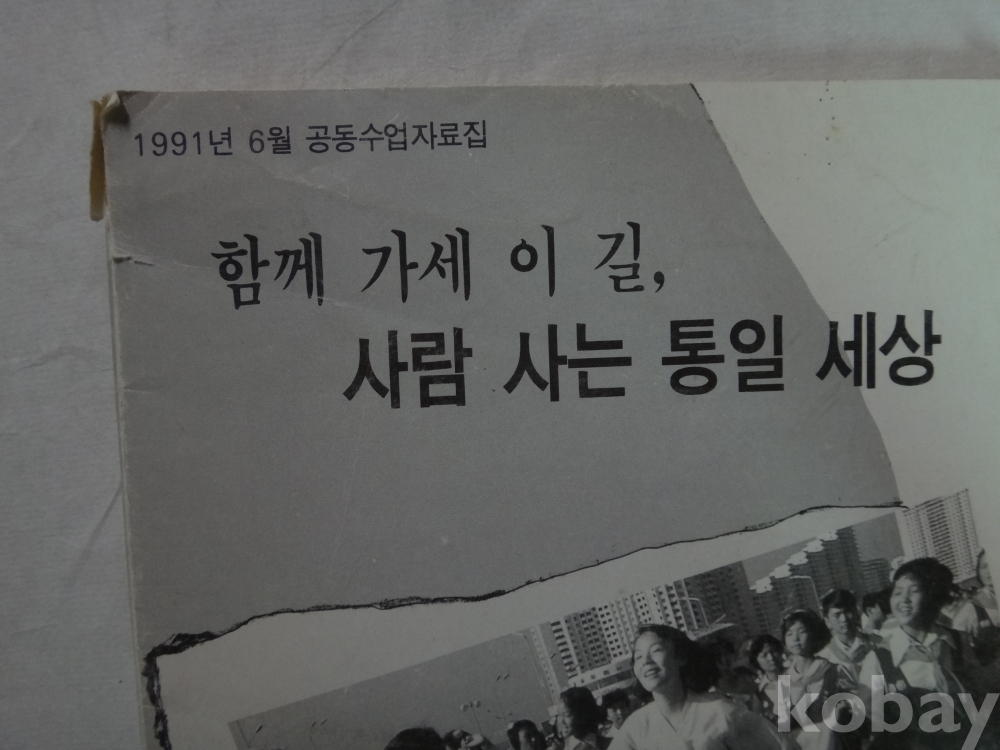 1991년 6월 공동수업자료집
함께 가세 이 길,
사람 사는 통일 세상
kobay